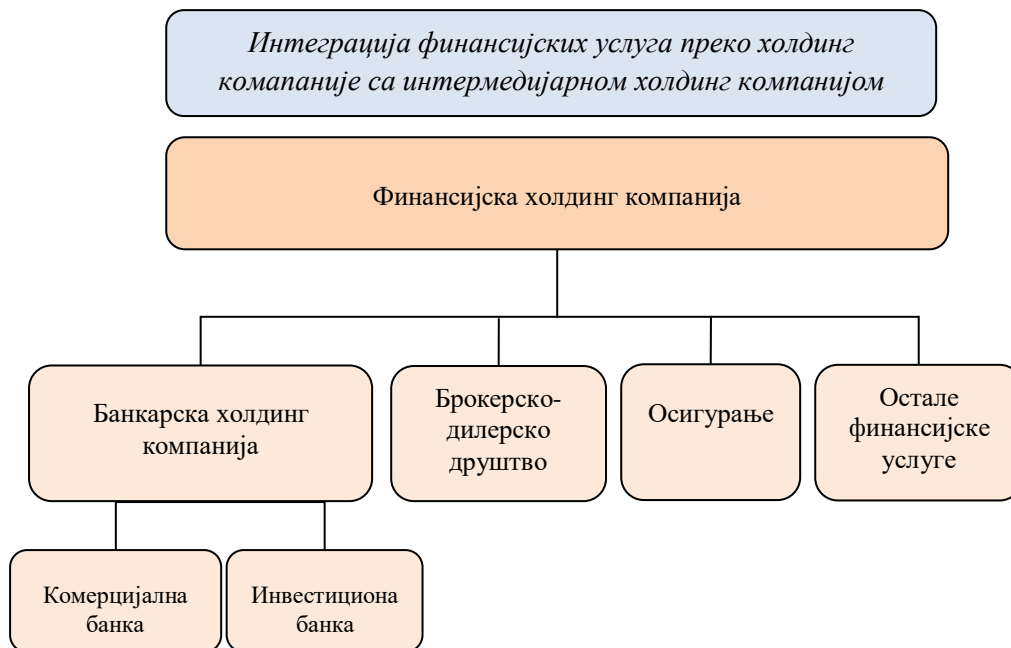 Интеграција финансијских услуга преко холдинг
комапаније са интермедијарном холдинг компанијом
Финансијска холдинг компанија
Банкарска холдинг
компанија
Брокерско-
дилерско
друштво
Осигурање
Остале
финансијске
услуге
Комерцијална
банка
Инвестициона
банка